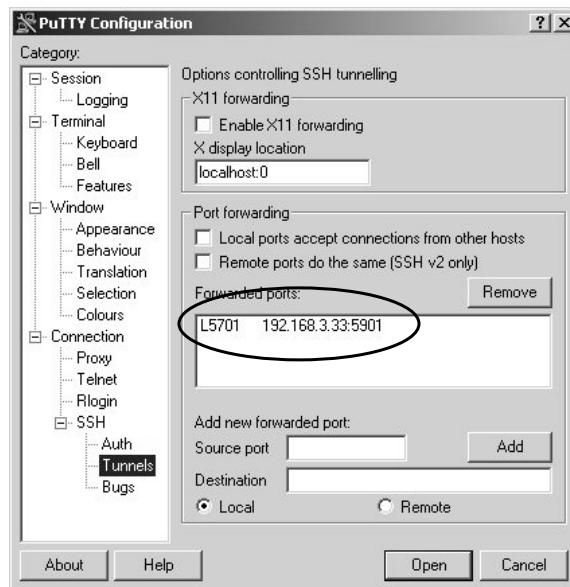 PuTTY Configuration
Category:
Session
Logging
Terminal
Keyboard
Bell
Features
Window
Appearance
Behaviour
Translation
Selection
Colours
Connection
Proxy
Telnet
Rlogin
SSH
Auth
Tunnels
Bugs
Options controlling SSH tunnelling
X11 forwarding
Enable X11 forwarding
X display location
localhost:0
Port forwarding
Local ports accept connections from other hosts
Remote ports do the same (SSH v2 only)
Forwarded ports:
Remove
L5701 192.168.3.33:5901
Add new forwarded port:
Source port
Add
Destination
Local Remote
About Help Open Cancel